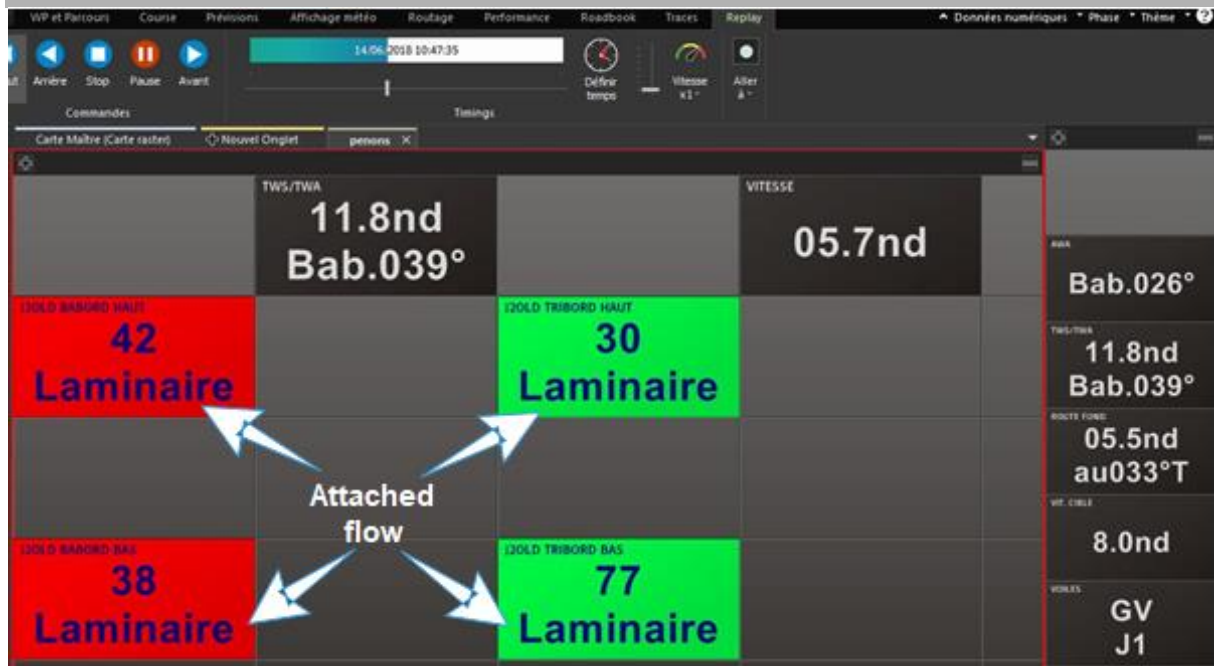 WP et Parcours Course Prévisions Affichage météo Routage Performance Roadbook Traces Replay Données numériques Phase Thème ?
14/06/2018 10:47:35
Arrière Stop Pause Avant Définir temps Vitesse x1 Aller à
Commandes Timings
Carte Maître (Carte raster) Nouvel Onglet penons X
TWS/TWA
11.8nd
Bab.039°
VITESSE
05.7nd
AWA
Bab.026°
TWS/TWA
11.8nd
Bab.039°
BABORD HAUT
42
Laminaire
J2OLD TRIBORD HAUT
30
Laminaire
ROUTE FOND
05.5nd
au033°T
Attached
flow
VIT. CIBLE
8.0nd
BABORD BAS
38
Laminaire
J2OLD TRIBORD BAS
77
Laminaire
VOILES
GV
J1